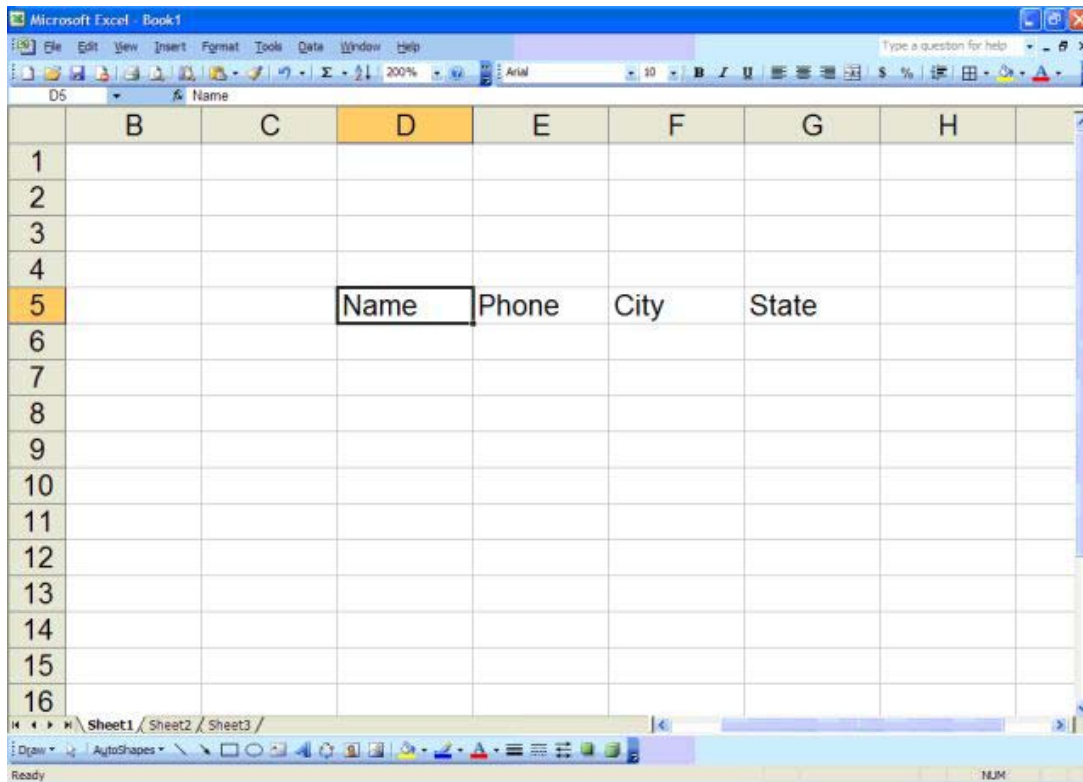 Microsoft Excel - Book1
File Edit View Insert Format Tools Data Window Help Type a question for help
200% Arial 10 B I U $ %
D5 fx Name
B C D E F G H
1
2
3
4
5 Name Phone City State
6
7
8
9
10
11
12
13
14
15
16
Sheet1 Sheet2 Sheet3
Draw AutoShapes
Ready NUM